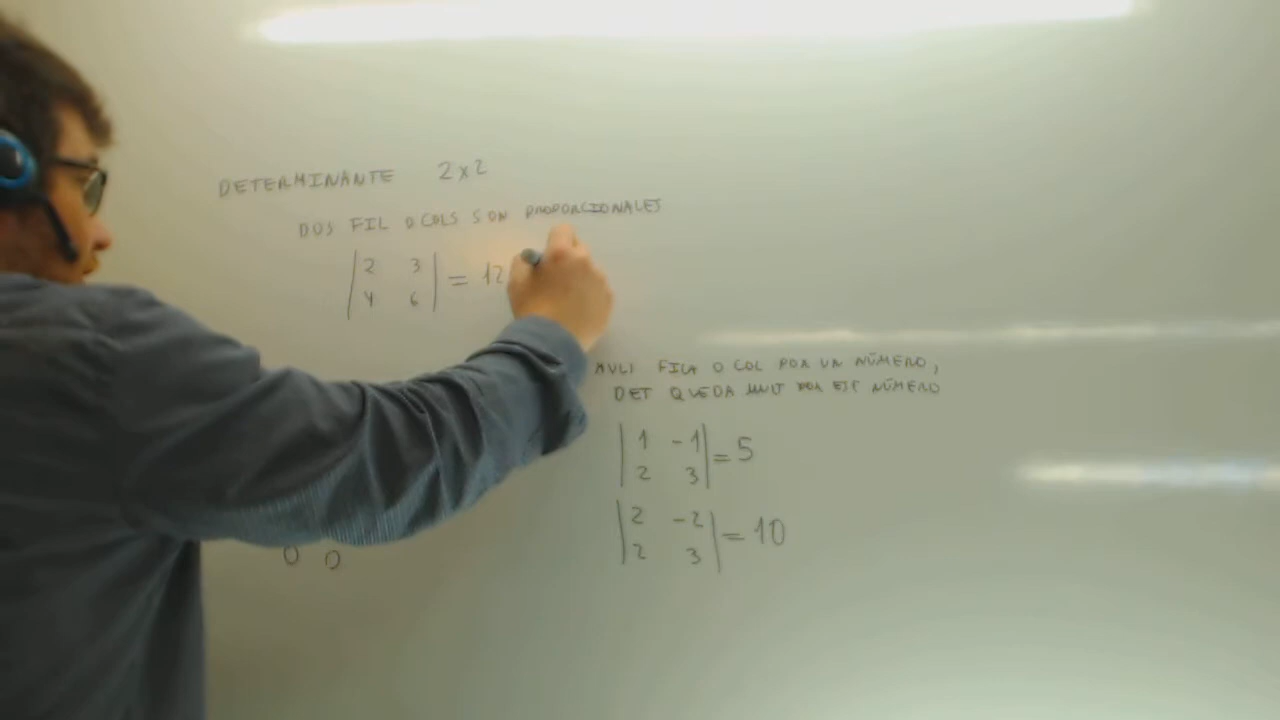 DETERMINANTE 2x2
DOS FIL O COLS SON PROPORCIONALES
|2 3| = 12
|4 6|
MULT FILA O COL POR UN NÚMERO,
DET QUEDA MULT POR ESE NÚMERO
|1 -1| = 5
|2 3|
|2 -2| = 10
|2 3|
0 0